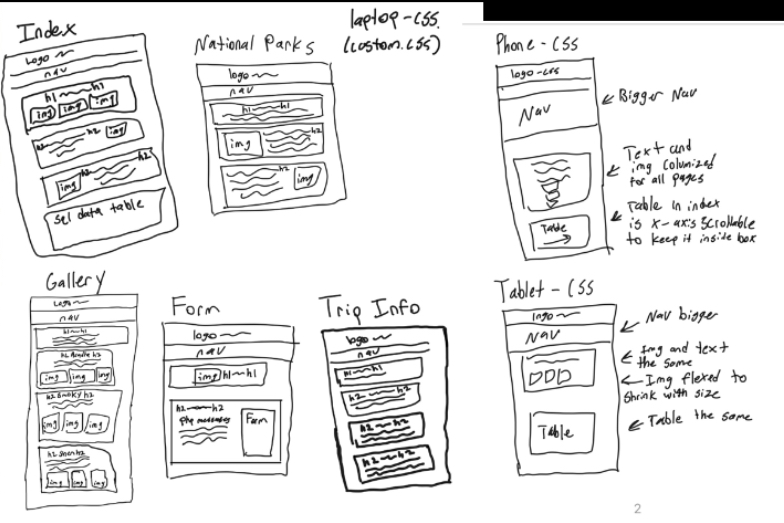 Index
Logo
nav
h1 h1
img img img
h2 img
h2 h2
img
sql data table
National Parks
logo
nav
h1 h1
img h2
h2 img
laptop-CSS
(custom.CSS)
Phone-CSS
logo-css
Nav
Bigger Nav
Text and
img Columized
for all pages
Table in index
is x-axis scrollable
to keep it inside box
Table
Gallery
Logo
nav
h1 h1
h2 h2
img img img
h2 Smoky h2
img img img
h2 Shen h2
img img img
Form
logo
nav
img h1 h1
h2 h2
Php messages
Form
Trip Info
logo
nav
h1 h1
h2 h2
h2 h2
h2 h2
h2 h2
Tablet-CSS
logo
Nav
Table
Nav bigger
Img and text
the same
Img flexed to
shrink with size
Table the same
2